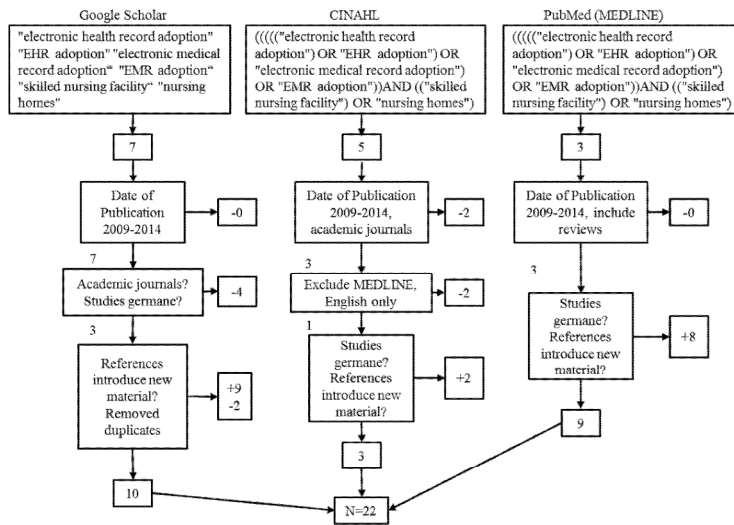 Google Scholar
"electronic health record adoption"
"EHR adoption" "electronic medical
record adoption“ "EMR adoption“
"skilled nursing facility“ "nursing
homes"
7
Date of
Publication
2009-2014
-0
7
Academic journals?
Studies germane?
-4
3
References
introduce new
material?
Removed
duplicates
+9
-2
10
CINAHL
((((("electronic health record
adoption") OR "EHR adoption") OR
"electronic medical record adoption")
OR "EMR adoption"))AND (("skilled
nursing facility") OR "nursing homes")
5
Date of Publication
2009-2014,
academic journals
-2
3
Exclude MEDLINE,
English only
-2
1
Studies
germane?
References
introduce new
material?
+2
3
PubMed (MEDLINE)
((((("electronic health record
adoption") OR "EHR adoption") OR
"electronic medical record adoption")
OR "EMR adoption"))AND (("skilled
nursing facility") OR "nursing homes")
3
Date of Publication
2009-2014, include
reviews
-0
3
Studies
germane?
References
introduce new
material?
+8
9
N=22